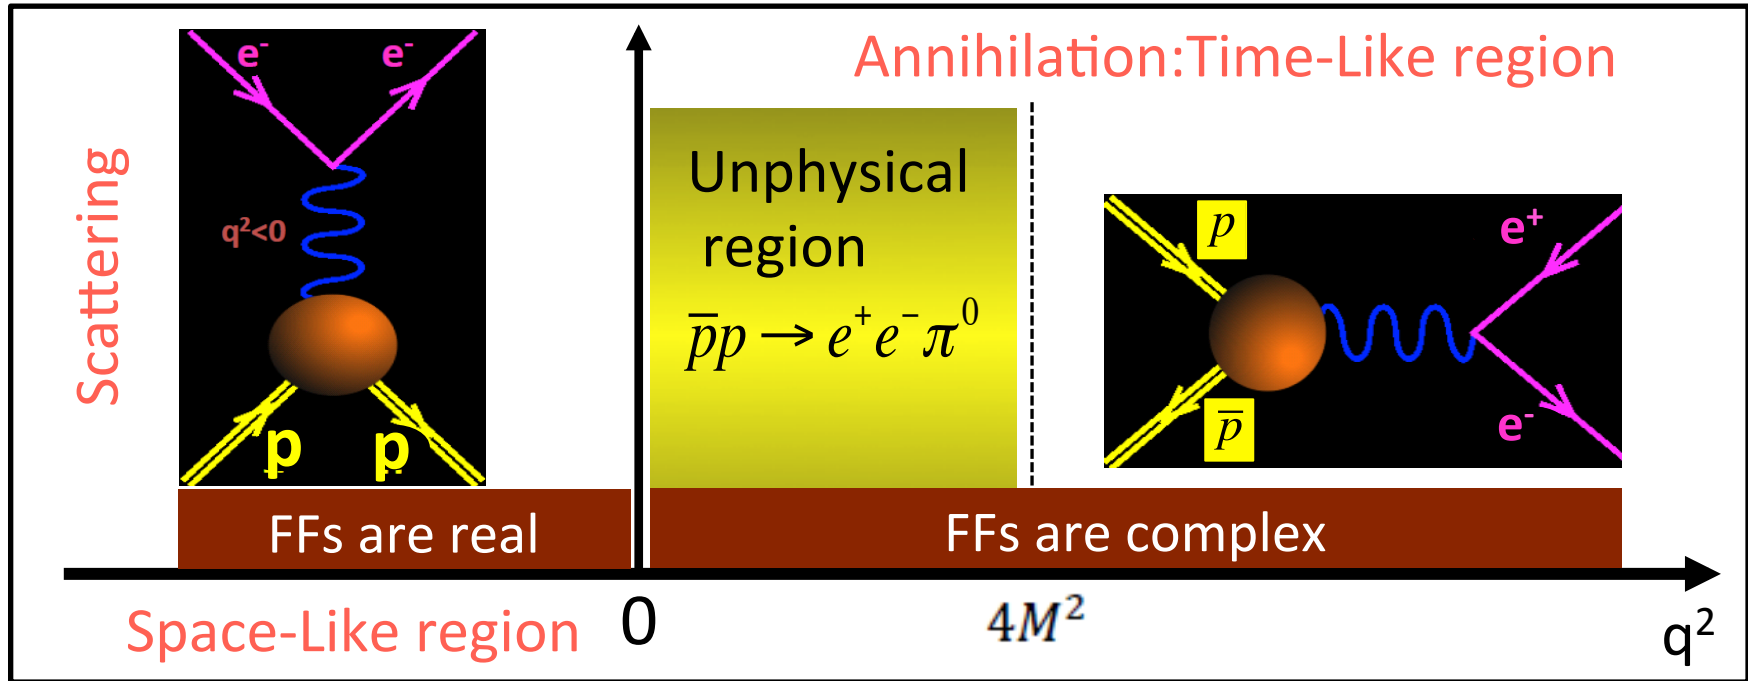 Scattering
e⁻ e⁻
q²<0
p p
FFs are real
Space-Like region
Annihilation:Time-Like region
Unphysical
region
p̅p → e⁺e⁻π⁰
p
e⁺
p̅
e⁻
FFs are complex
0
4M²
q²